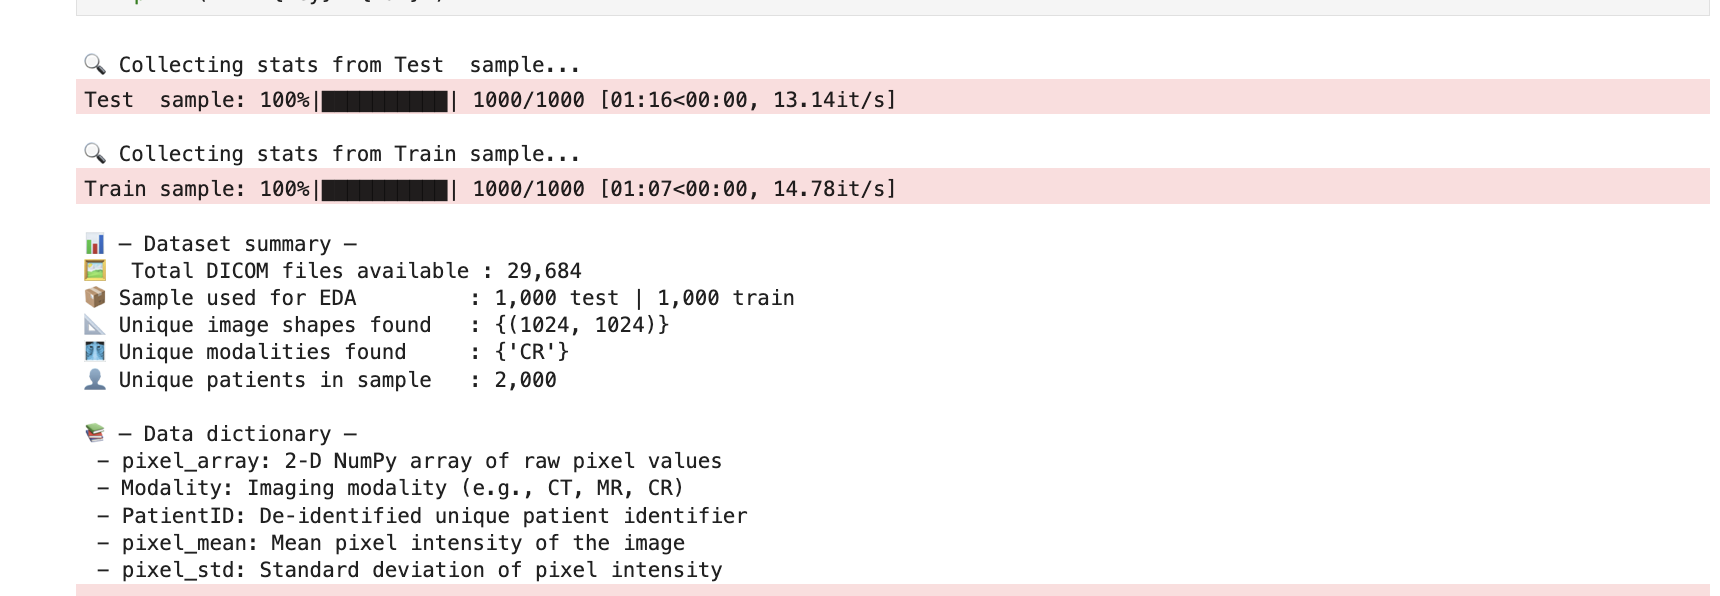 🔍 Collecting stats from Test  sample...
Test  sample: 100%|██████████| 1000/1000 [01:16<00:00, 13.14it/s]
🔍 Collecting stats from Train sample...
Train sample: 100%|██████████| 1000/1000 [01:07<00:00, 14.78it/s]
📊 — Dataset summary —
🖼️  Total DICOM files available : 29,684
📦 Sample used for EDA         : 1,000 test | 1,000 train
📐 Unique image shapes found   : {(1024, 1024)}
🩻 Unique modalities found     : {'CR'}
👤 Unique patients in sample   : 2,000
📚 — Data dictionary —
– pixel_array: 2-D NumPy array of raw pixel values
– Modality: Imaging modality (e.g., CT, MR, CR)
– PatientID: De-identified unique patient identifier
– pixel_mean: Mean pixel intensity of the image
– pixel_std: Standard deviation of pixel intensity